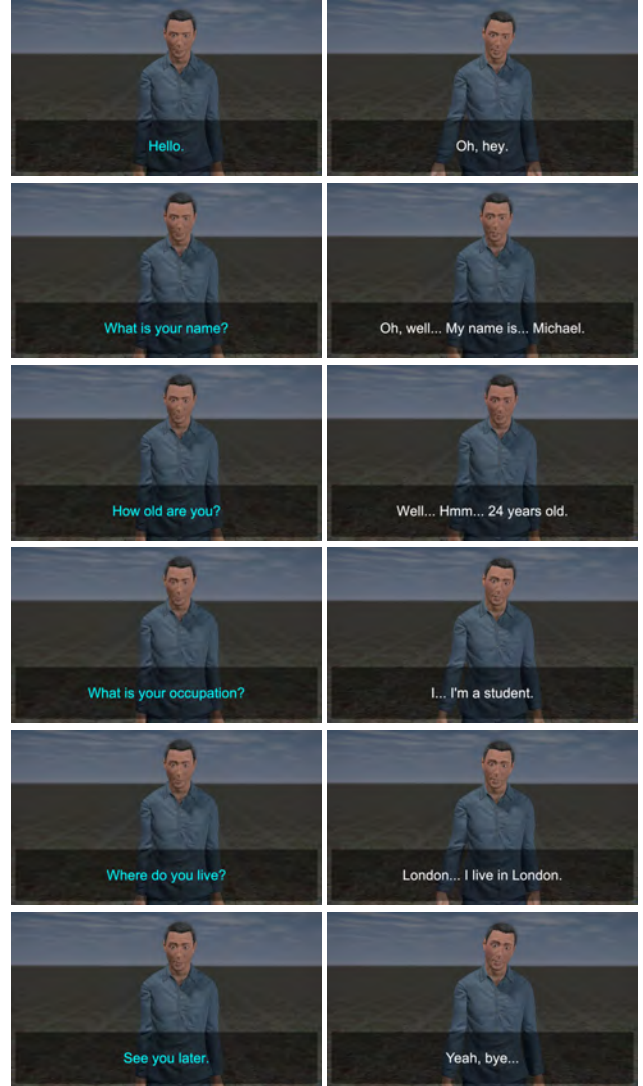 Hello.
Oh, hey.
What is your name?
Oh, well... My name is... Michael.
How old are you?
Well... Hmm... 24 years old.
What is your occupation?
I... I'm a student.
Where do you live?
London... I live in London.
See you later.
Yeah, bye...